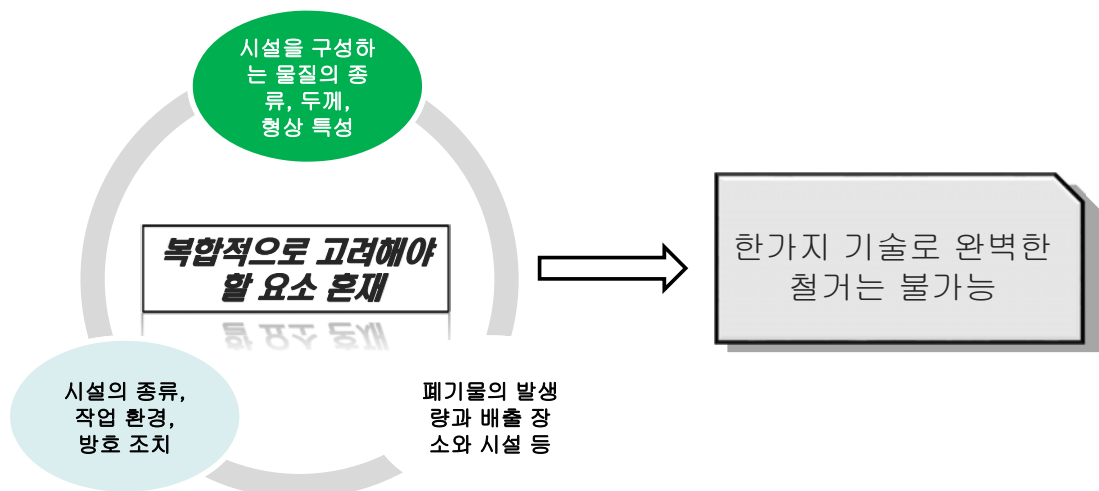 시설을 구성하
는 물질의 종
류, 두께,
형상 특성
복합적으로 고려해야
할 요소 혼재
한가지 기술로 완벽한
철거는 불가능
시설의 종류,
작업 환경,
방호 조치
폐기물의 발생
량과 배출 장
소와 시설 등